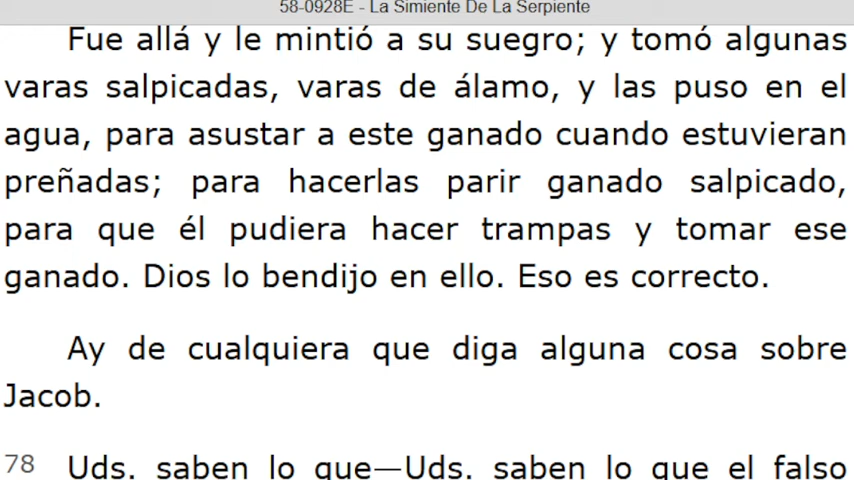 58-0928E - La Simiente De La Serpiente
Fue allá y le mintió a su suegro; y tomó algunas
varas salpicadas, varas de álamo, y las puso en el
agua, para asustar a este ganado cuando estuvieran
preñadas; para hacerlas parir ganado salpicado,
para que él pudiera hacer trampas y tomar ese
ganado. Dios lo bendijo en ello. Eso es correcto.
Ay de cualquiera que diga alguna cosa sobre
Jacob.
78 Uds. saben lo que—Uds. saben lo que el falso